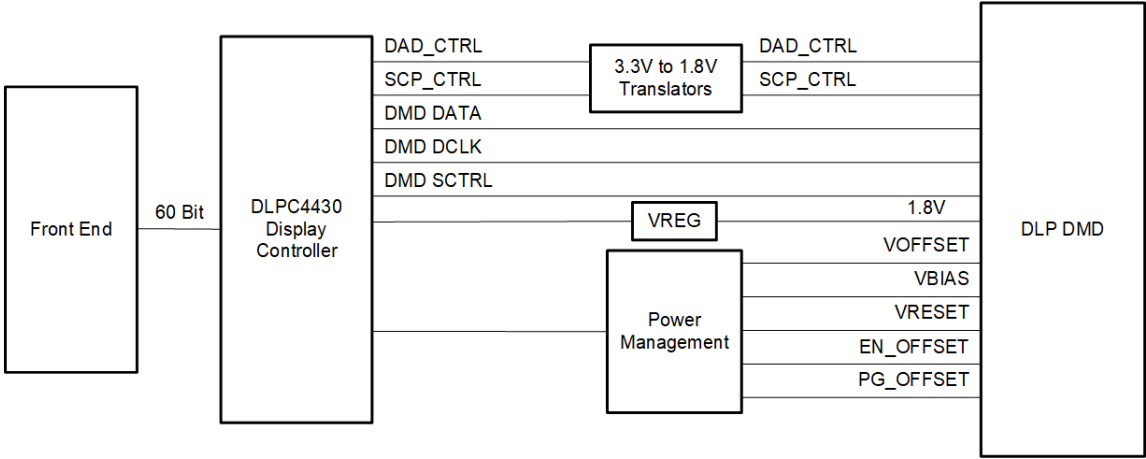 Front End
60 Bit
DLPC4430
Display
Controller
DAD_CTRL
SCP_CTRL
DMD DATA
DMD DCLK
DMD SCTRL
3.3V to 1.8V
Translators
DAD_CTRL
SCP_CTRL
VREG
1.8V
Power
Management
VOFFSET
VBIAS
VRESET
EN_OFFSET
PG_OFFSET
DLP DMD